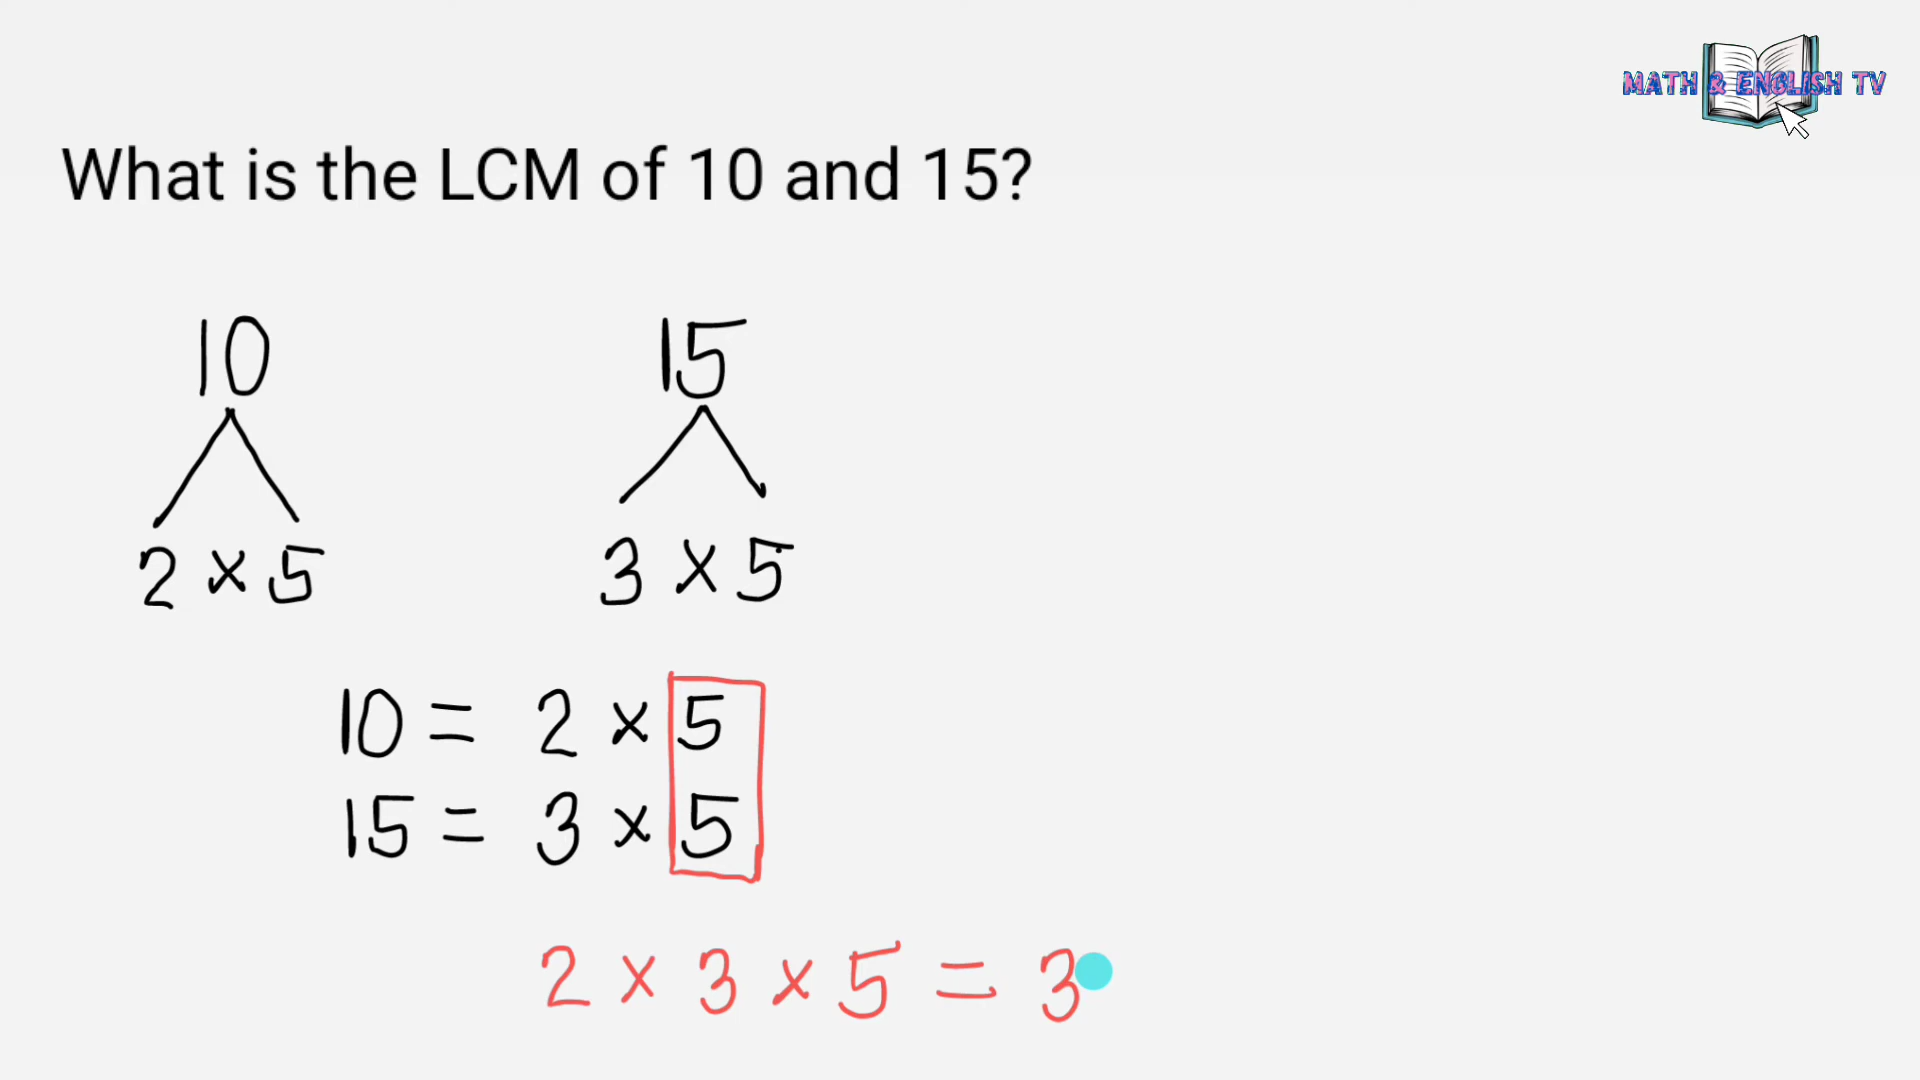 MATH & ENGLISH TV
What is the LCM of 10 and 15?
10 15
2 × 5 3 × 5
10 = 2 × 5
15 = 3 × 5
2 × 3 × 5 = 3